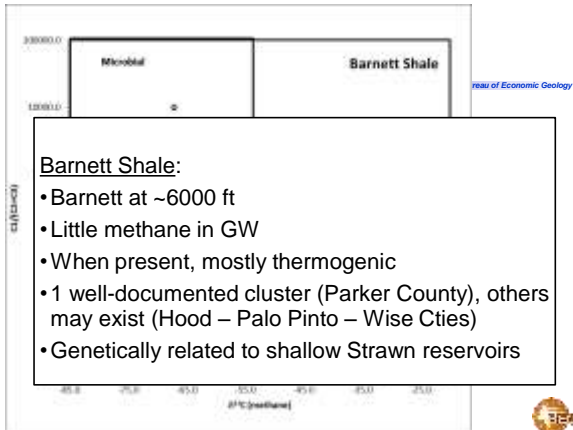 Microbial
Barnett Shale
reau of Economic Geology
Barnett Shale:
•Barnett at ~6000 ft
•Little methane in GW
•When present, mostly thermogenic
•1 well-documented cluster (Parker County), others
may exist (Hood – Palo Pinto – Wise Cties)
•Genetically related to shallow Strawn reservoirs